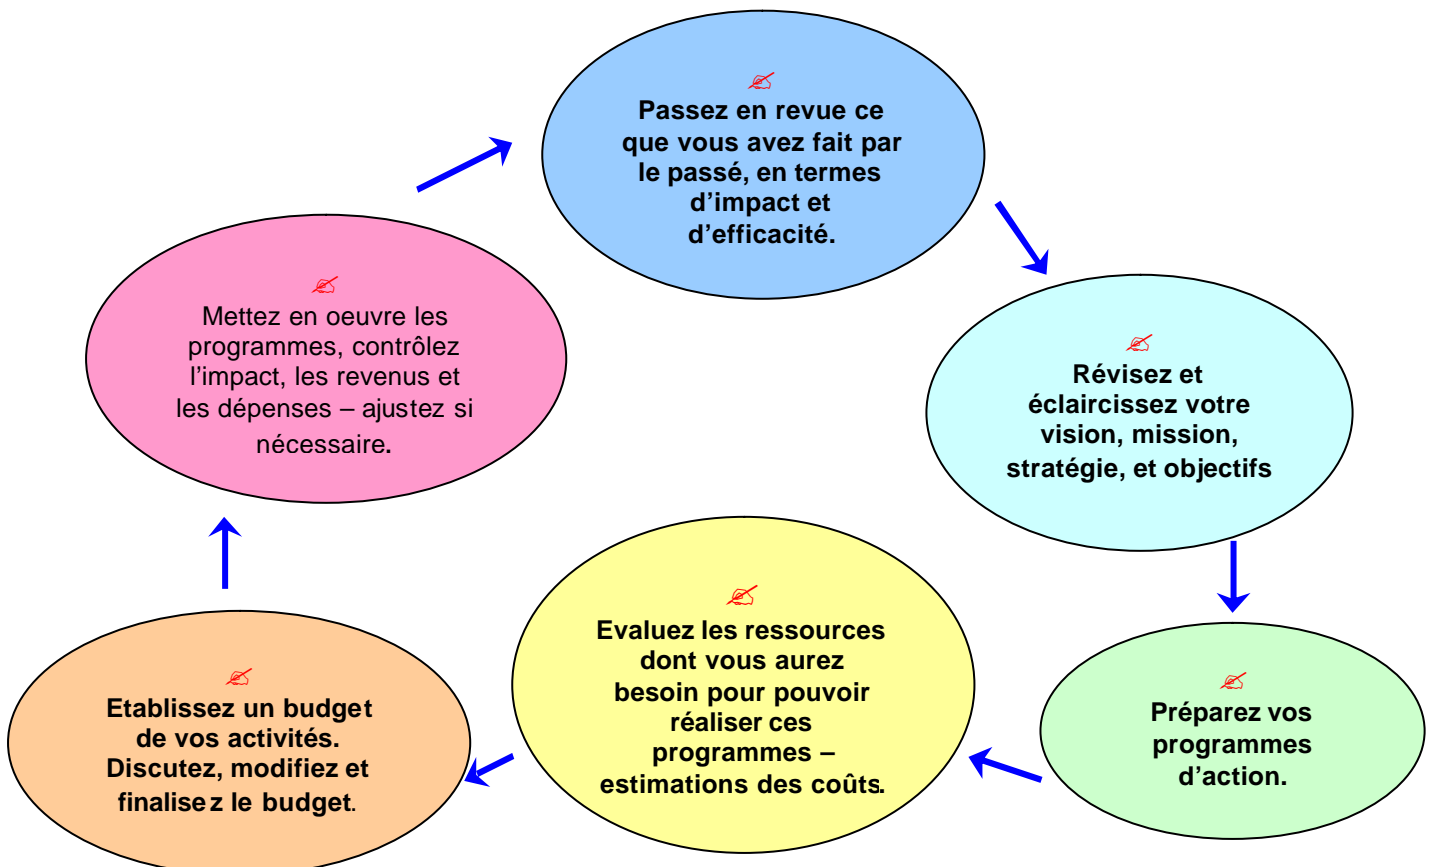 Passez en revue ce
que vous avez fait par
le passé, en termes
d’impact et
d’efficacité.
Révisez et
éclaircissez votre
vision, mission,
stratégie, et objectifs
Préparez vos
programmes
d’action.
Evaluez les ressources
dont vous aurez
besoin pour pouvoir
réaliser ces
programmes –
estimations des coûts.
Etablissez un budget
de vos activités.
Discutez, modifiez et
finalisez le budget.
Mettez en oeuvre les
programmes, contrôlez
l’impact, les revenus et
les dépenses – ajustez si
nécessaire.